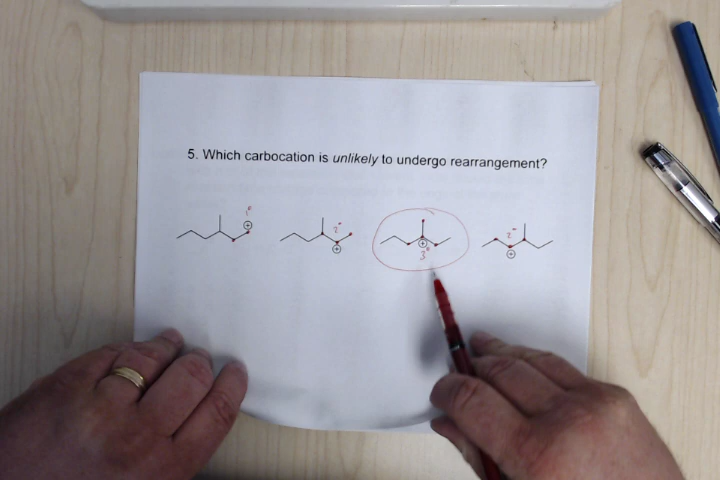 5. Which carbocation is unlikely to undergo rearrangement?
1° ⊕
2° ⊕
3° ⊕
2° ⊕